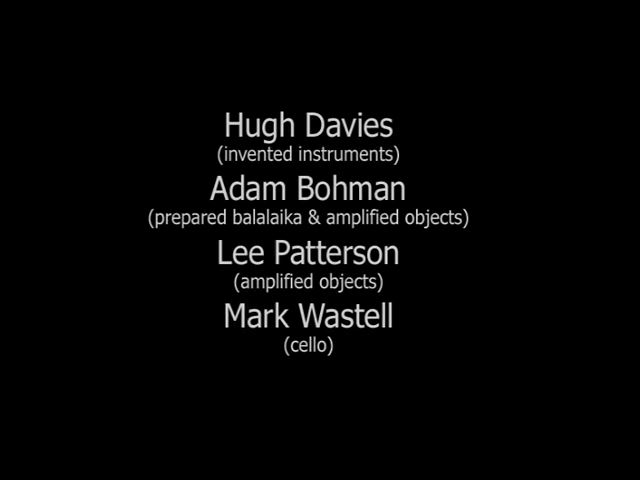 Hugh Davies
(invented instruments)
Adam Bohman
(prepared balalaika & amplified objects)
Lee Patterson
(amplified objects)
Mark Wastell
(cello)